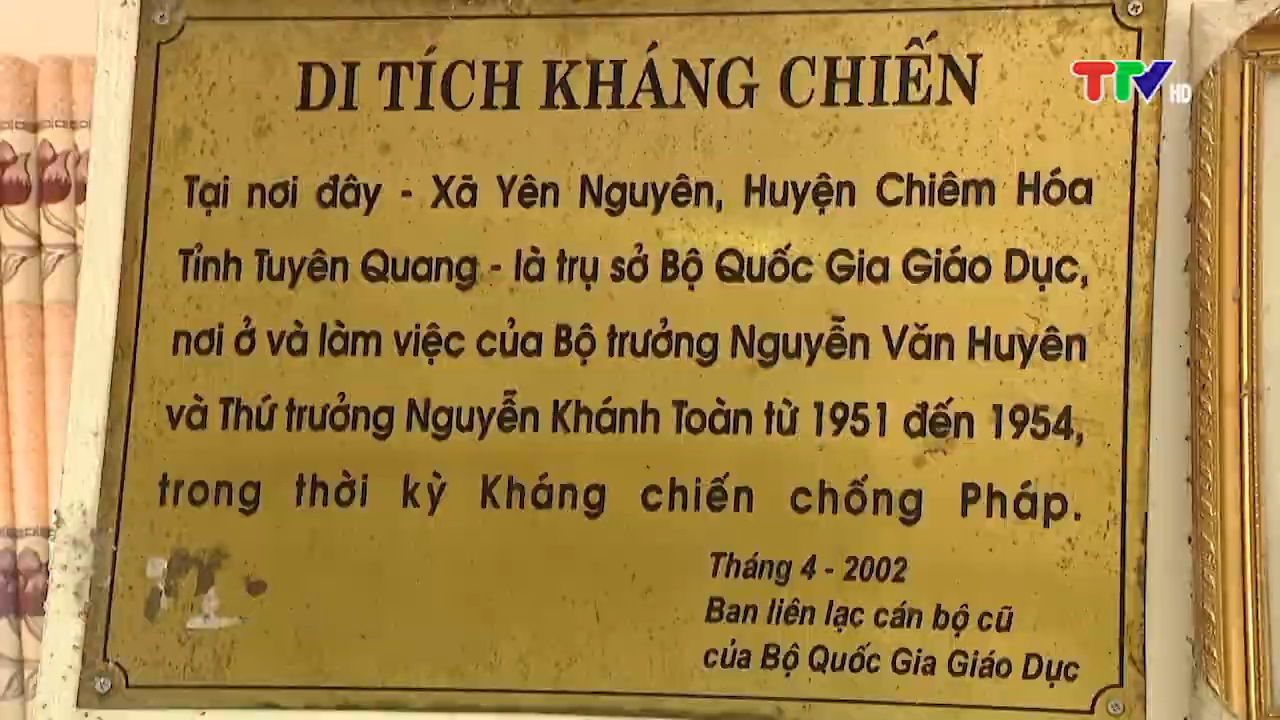 DI TÍCH KHÁNG CHIẾN
TTV HD
Tại nơi đây - Xã Yên Nguyên, Huyện Chiêm Hóa
Tỉnh Tuyên Quang - là trụ sở Bộ Quốc Gia Giáo Dục,
nơi ở và làm việc của Bộ trưởng Nguyễn Văn Huyên
và Thứ trưởng Nguyễn Khánh Toàn từ 1951 đến 1954,
trong thời kỳ Kháng chiến chống Pháp.
Tháng 4 - 2002
Ban liên lạc cán bộ cũ
của Bộ Quốc Gia Giáo Dục